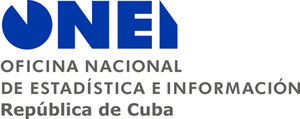 ONEI
OFICINA NACIONAL
DE ESTADÍSTICA E INFORMACIÓN
República de Cuba